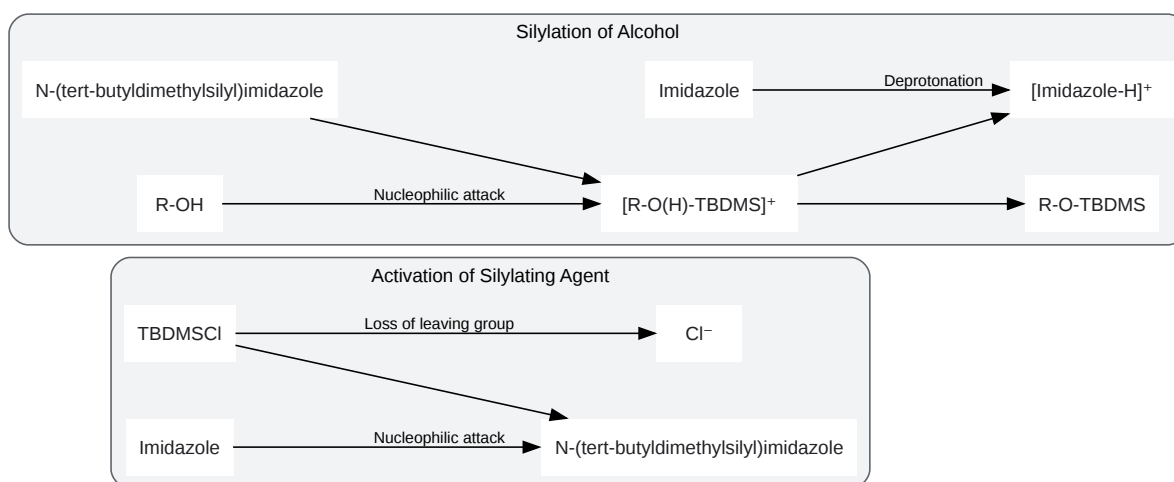 Silylation of Alcohol
N-(tert-butyldimethylsilyl)imidazole
Imidazole
Deprotonation
[Imidazole-H]⁺
R-OH
Nucleophilic attack
[R-O(H)-TBDMS]⁺
R-O-TBDMS
Activation of Silylating Agent
TBDMSCl
Loss of leaving group
Cl⁻
Imidazole
Nucleophilic attack
N-(tert-butyldimethylsilyl)imidazole